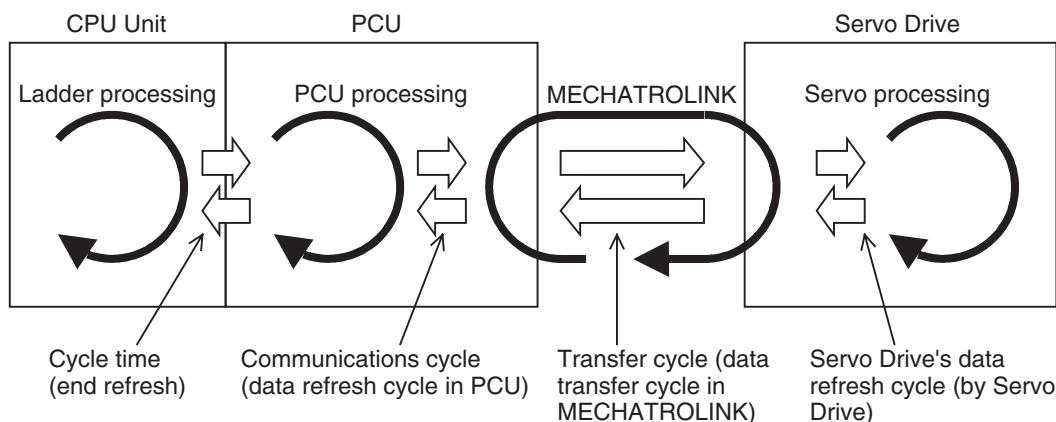 CPU Unit
PCU
Servo Drive
Ladder processing
PCU processing
MECHATROLINK
Servo processing
Cycle time
(end refresh)
Communications cycle
(data refresh cycle in PCU)
Transfer cycle (data
transfer cycle in
MECHATROLINK)
Servo Drive's data
refresh cycle (by Servo
Drive)